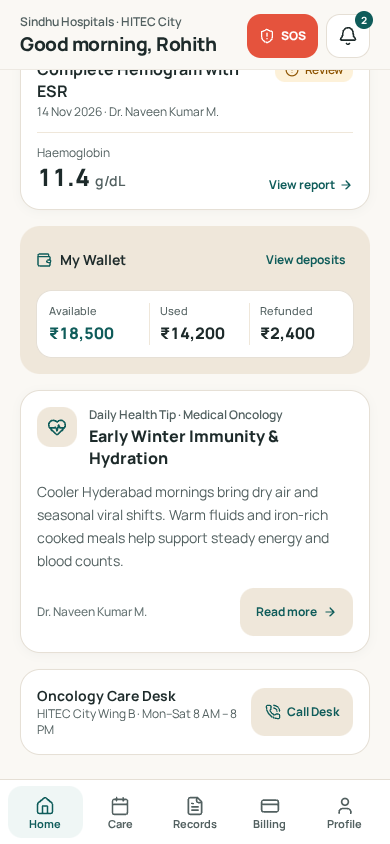 Sindhu Hospitals · HITEC City
Good morning, Rohith
SOS
2
Complete Hemogram with
ESR
Review
14 Nov 2026 · Dr. Naveen Kumar M.
Haemoglobin
11.4 g/dL
View report →
My Wallet
View deposits
Available
Used
Refunded
₹18,500
₹14,200
₹2,400
Daily Health Tip · Medical Oncology
Early Winter Immunity &
Hydration
Cooler Hyderabad mornings bring dry air and
seasonal viral shifts. Warm fluids and iron-rich
cooked meals help support steady energy and
blood counts.
Dr. Naveen Kumar M.
Read more →
Oncology Care Desk
HITEC City Wing B · Mon–Sat 8 AM – 8
PM
Call Desk
Home
Care
Records
Billing
Profile